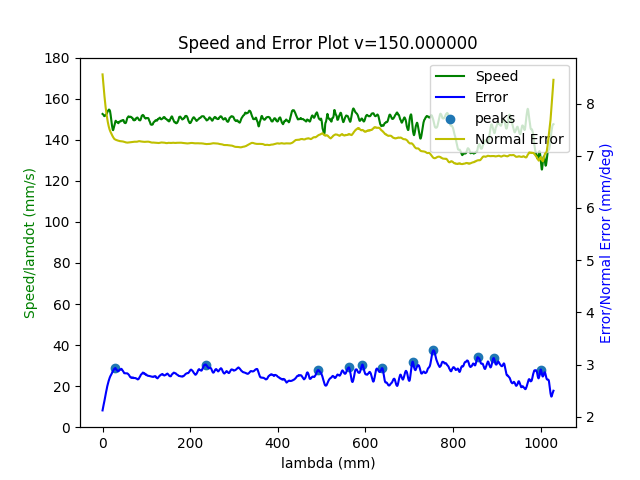 Speed and Error Plot v=150.000000
180
160
140
120
100
80
60
40
20
0
Speed/lamdot (mm/s)
0
200
400
600
800
1000
lambda (mm)
8
7
6
5
4
3
2
Error/Normal Error (mm/deg)
Speed
Error
peaks
Normal Error